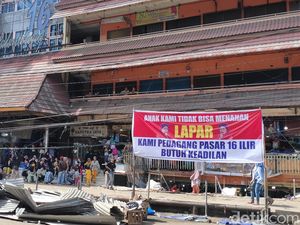 ANAK KAMI TIDAK BISA MENAHAN
LAPAR
KAMI PEDAGANG PASAR 16 ILIR
BUTUH KEADILAN
detikcom